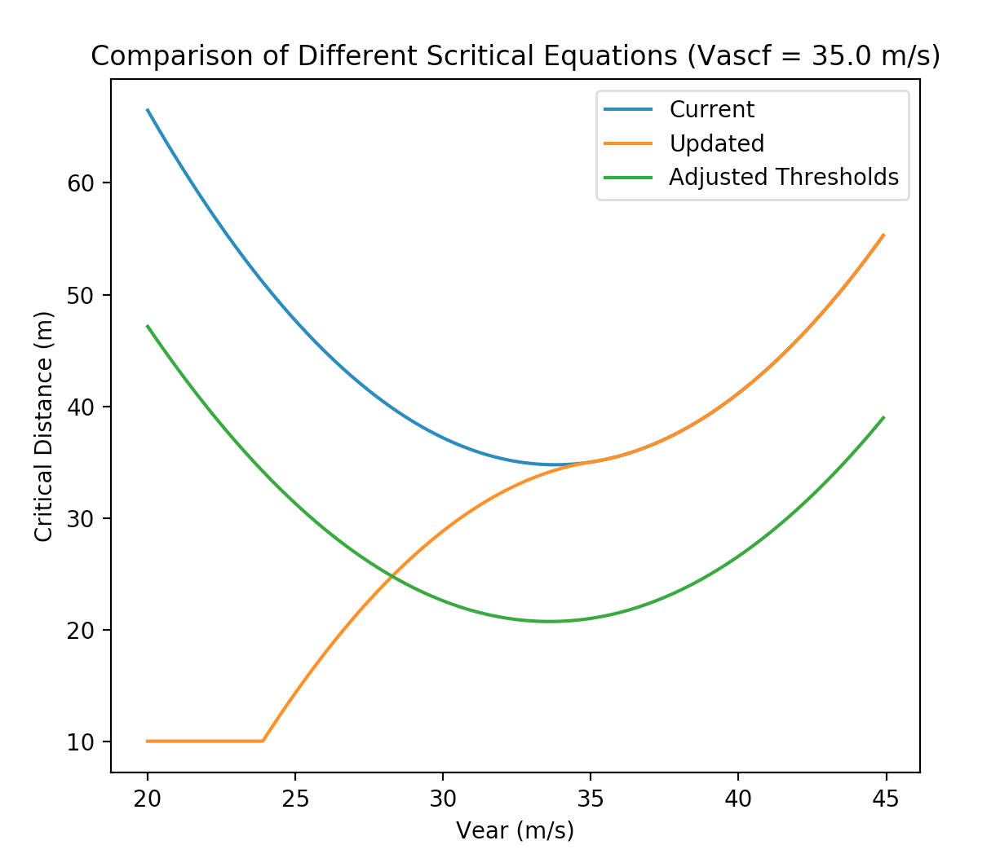 Comparison of Different Scritical Equations (Vascf = 35.0 m/s)
Current
Updated
Adjusted Thresholds
60
50
40
30
20
10
Critical Distance (m)
20 25 30 35 40 45
Vear (m/s)